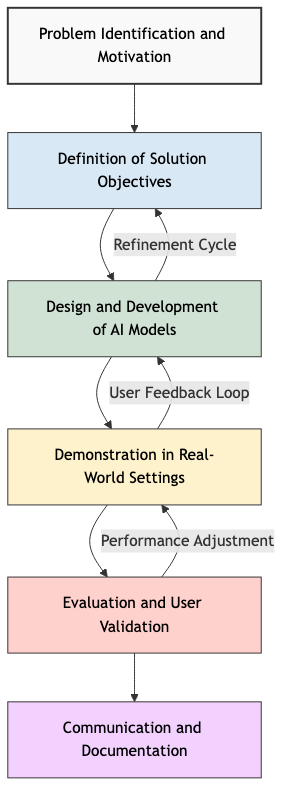 Problem Identification and
Motivation
Definition of Solution
Objectives
Refinement Cycle
Design and Development
of AI Models
User Feedback Loop
Demonstration in Real-
World Settings
Performance Adjustment
Evaluation and User
Validation
Communication and
Documentation